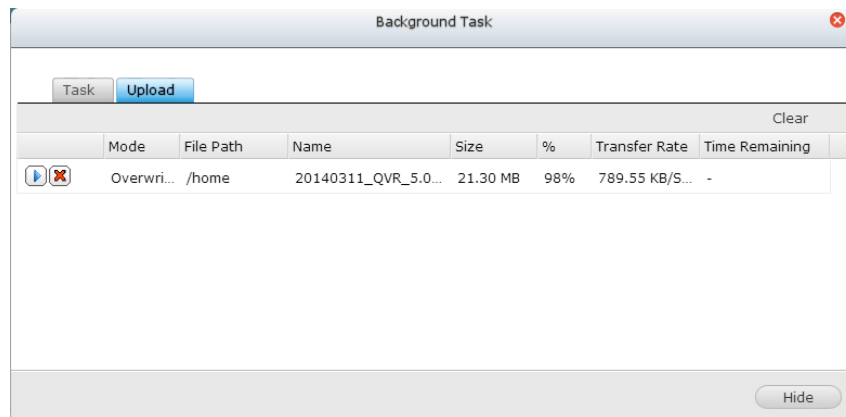 Background Task
Task Upload
Clear
Mode File Path Name Size % Transfer Rate Time Remaining
Overwri... /home 20140311_QVR_5.0... 21.30 MB 98% 789.55 KB/S... -
Hide